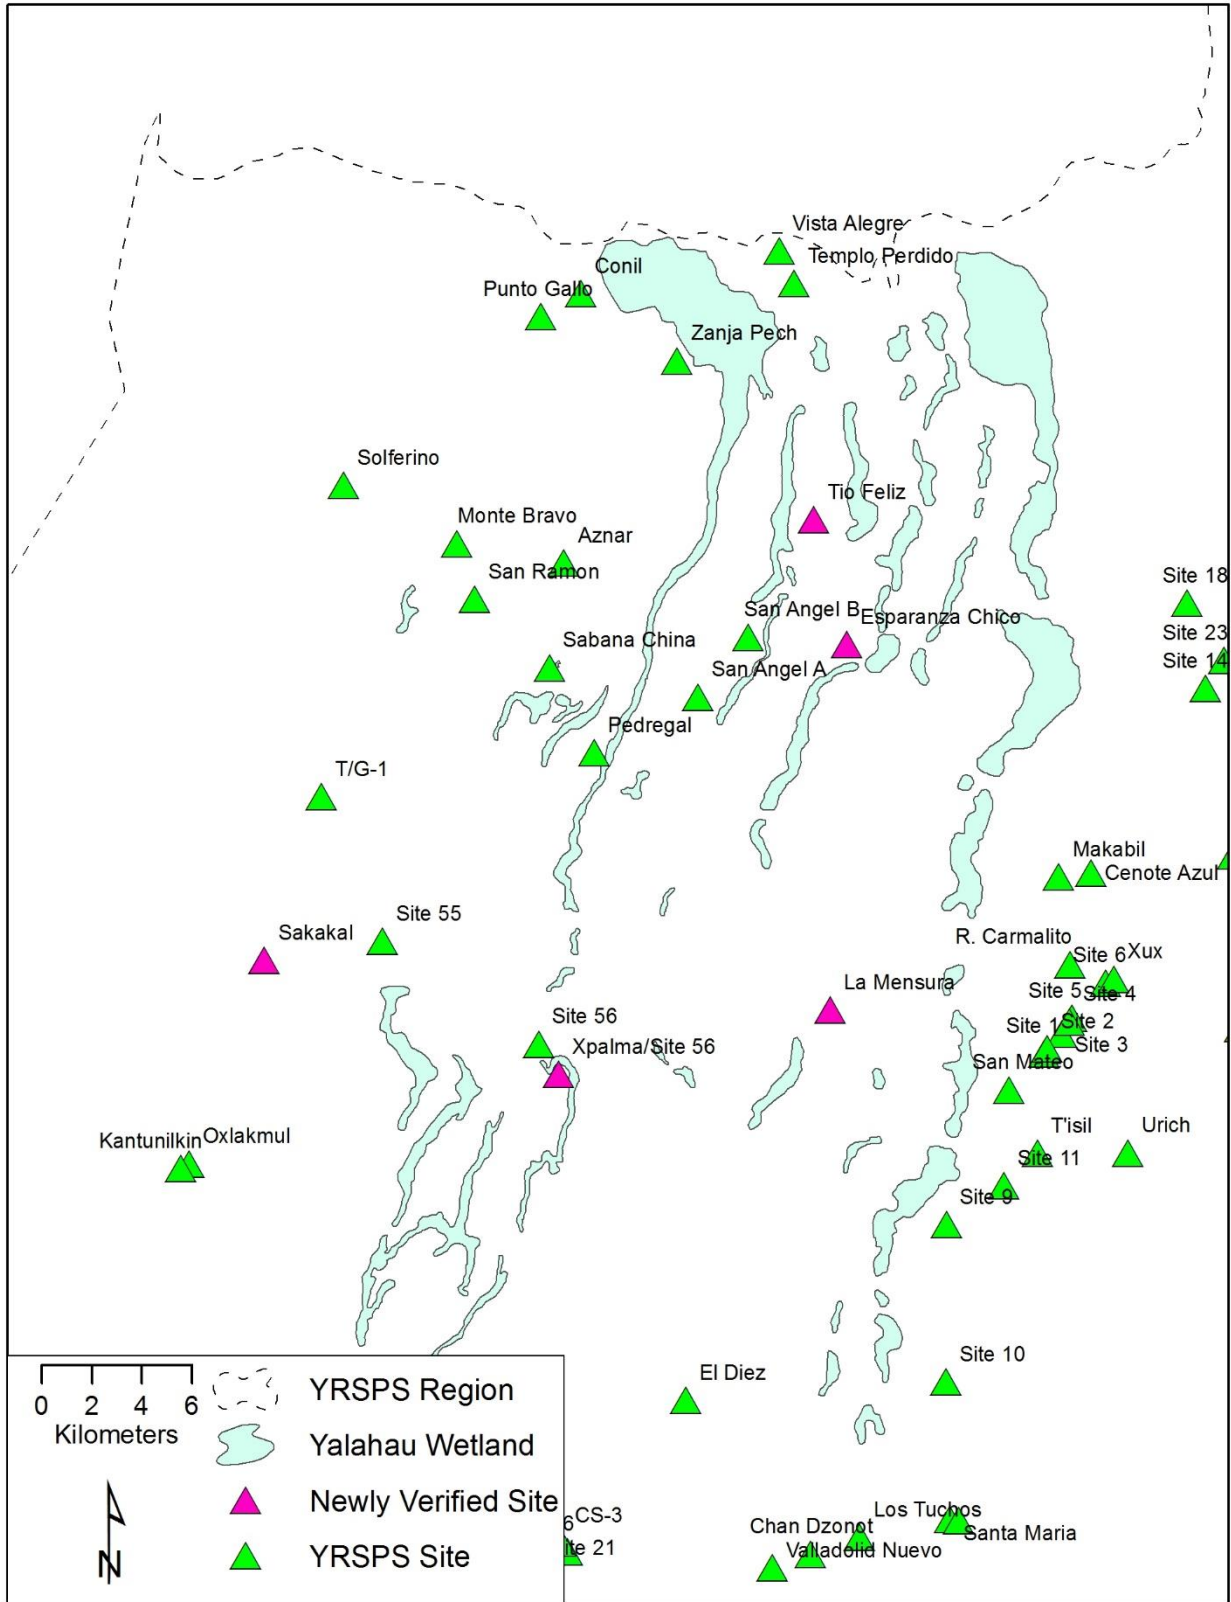 Vista Alegre
Templo Perdido
Conil
Punto Gallo
Zanja Pech
Solferino
Tio Feliz
Monte Bravo
Aznar
San Ramon
Site 18
San Angel B
Esparanza Chico
Site 23
Sabana China
San Angel A
Site 14
Pedregal
T/G-1
Makabil
Cenote Azul
Site 55
Sakakal
R. Carmalito
Site 6
Xux
La Mensura
Site 5
Site 4
Site 56
Site 1
Site 2
Xpalma/Site 56
Site 3
San Mateo
Kantunilkin
Oxlakmul
T'isil
Urich
Site 11
Site 9
Site 10
El Diez
0 2 4 6
Kilometers
N
YRSPS Region
Yalahau Wetland
Newly Verified Site
YRSPS Site
6
CS-3
ite 21
Los Tuchos
Chan Dzonot
Santa Maria
Valladolid Nuevo